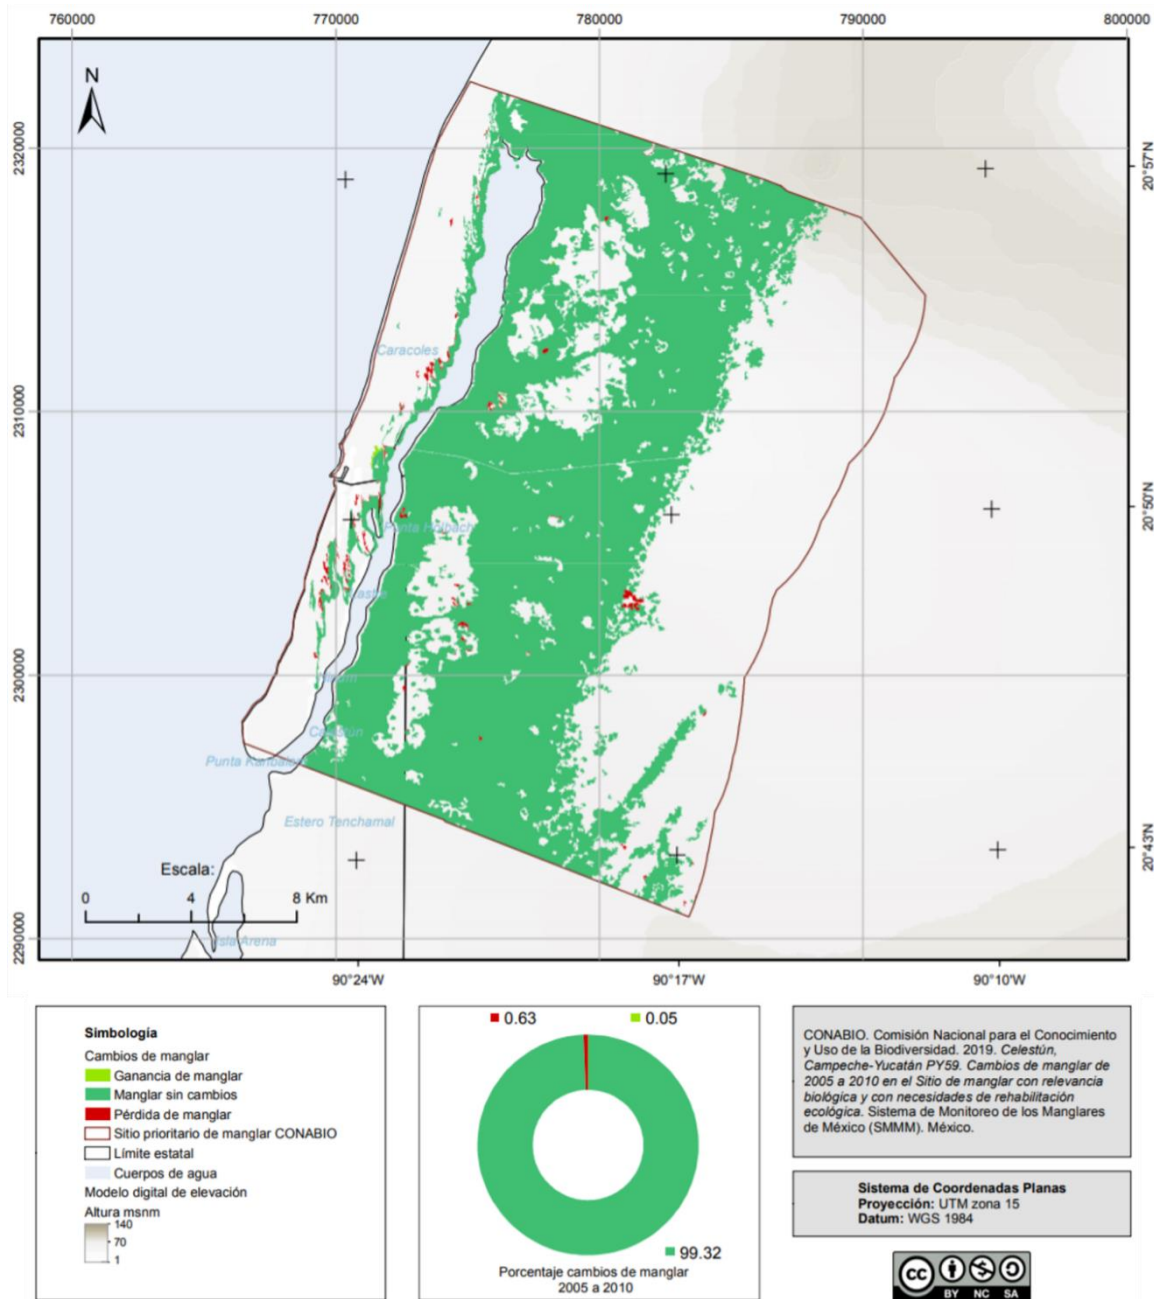 760000
770000
780000
790000
800000
N
2320000
2310000
2300000
2290000
20°57'N
20°50'N
20°43'N
Caracoles
Punta Holbach
Celestún
Estero Tenchamal
Isla Arena
Escala:
0 4 8 Km
90°24'W
90°17'W
90°10'W
Simbología
Cambios de manglar
Ganancia de manglar
Manglar sin cambios
Pérdida de manglar
Sitio prioritario de manglar CONABIO
Límite estatal
Cuerpos de agua
Modelo digital de elevación
Altura msnm
140
70
1
0.63
0.05
99.32
Porcentaje cambios de manglar
2005 a 2010
CONABIO. Comisión Nacional para el Conocimiento
y Uso de la Biodiversidad. 2019. Celestún,
Campeche-Yucatán PY59. Cambios de manglar de
2005 a 2010 en el Sitio de manglar con relevancia
biológica y con necesidades de rehabilitación
ecológica. Sistema de Monitoreo de los Manglares
de México (SMMM). México.
Sistema de Coordenadas Planas
Proyección: UTM zona 15
Datum: WGS 1984
CC
BY NC SA